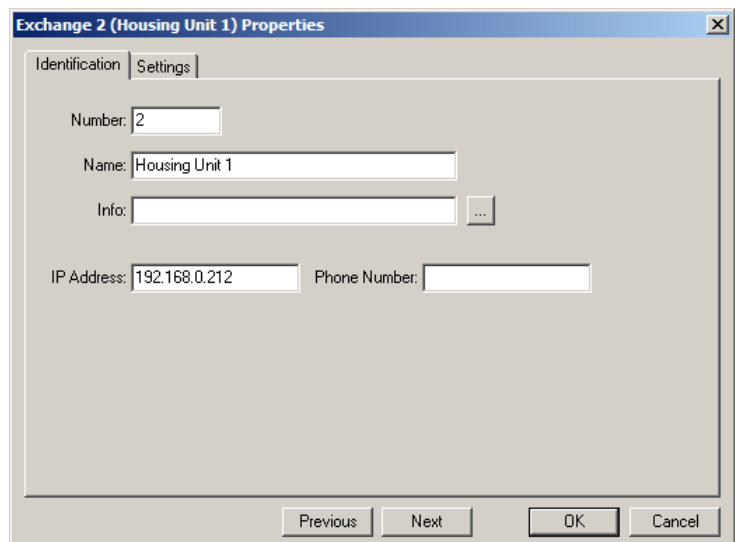 Exchange 2 (Housing Unit 1) Properties
Identification Settings
Number: 2
Name: Housing Unit 1
Info: ...
IP Address: 192.168.0.212 Phone Number:
Previous Next OK Cancel